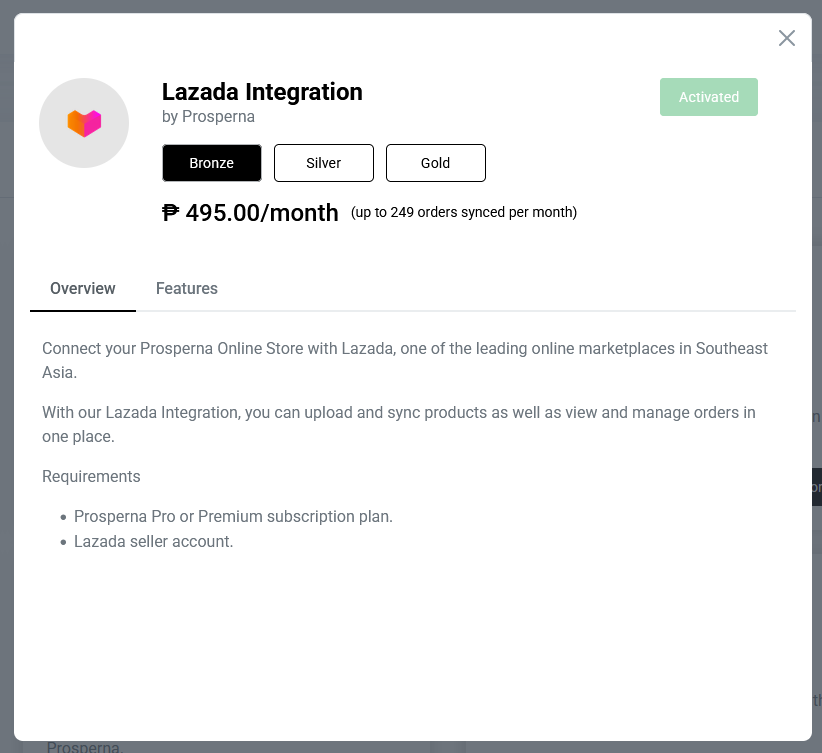 Lazada Integration
Activated
by Prosperna
Bronze
Silver
Gold
₱ 495.00/month (up to 249 orders synced per month)
Overview
Features
Connect your Prosperna Online Store with Lazada, one of the leading online marketplaces in Southeast
Asia.
With our Lazada Integration, you can upload and sync products as well as view and manage orders in
one place.
Requirements
• Prosperna Pro or Premium subscription plan.
• Lazada seller account.
Prosperna.